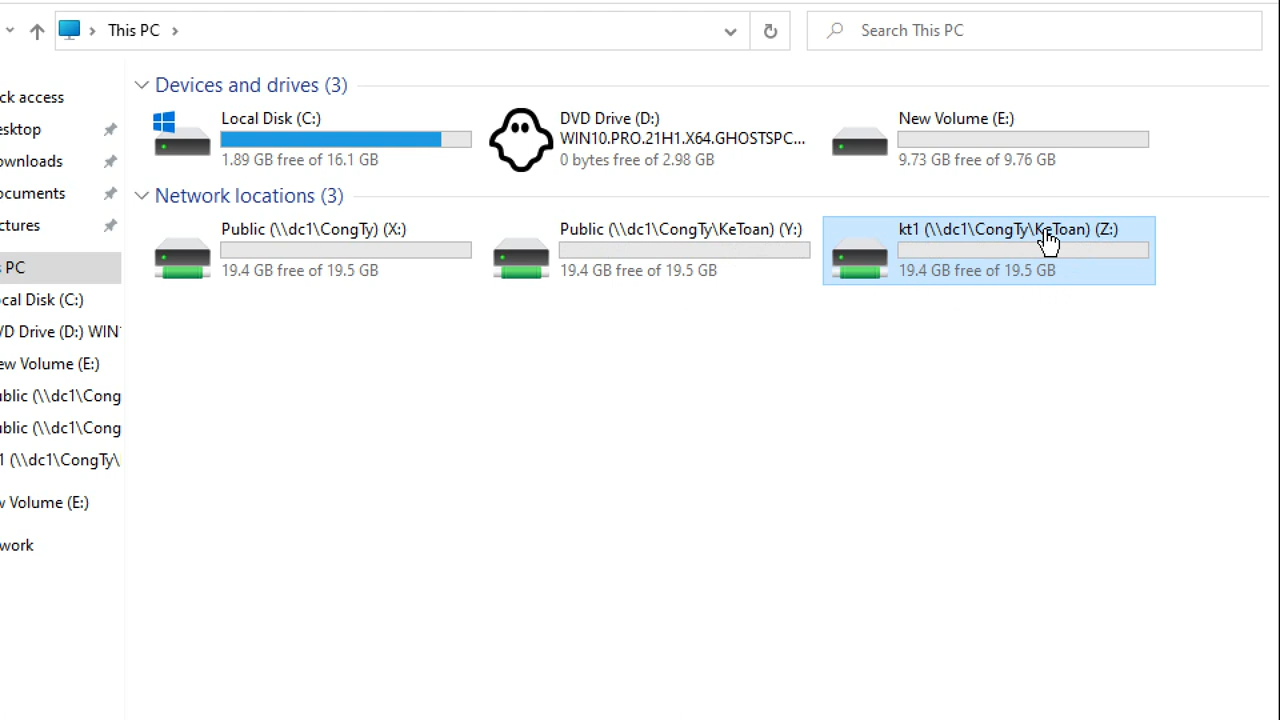 This PC
Search This PC
ck access
esktop
ownloads
ocuments
ctures
PC
cal Disk (C:)
VD Drive (D:) WIN1
ew Volume (E:)
ublic (\\dc1\Cong
ublic (\\dc1\Cong
1 (\\dc1\CongTy\
w Volume (E:)
work
Devices and drives (3)
Local Disk (C:)
1.89 GB free of 16.1 GB
DVD Drive (D:)
WIN10.PRO.21H1.X64.GHOSTSPC...
0 bytes free of 2.98 GB
New Volume (E:)
9.73 GB free of 9.76 GB
Network locations (3)
Public (\\dc1\CongTy) (X:)
19.4 GB free of 19.5 GB
Public (\\dc1\CongTy\KeToan) (Y:)
19.4 GB free of 19.5 GB
kt1 (\\dc1\CongTy\KeToan) (Z:)
19.4 GB free of 19.5 GB